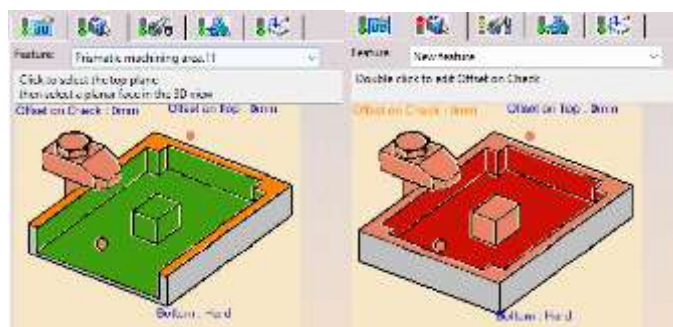 Feature: Prismatic machining area.11
Click to select the top plane
then select a planar face in the 3D view
Offset on Check : 0mm Offset on Top : 0mm
Bottom : Hard
Feature: New feature
Double click to edit Offset on Check
Offset on Check : 0mm Offset on Top : 0mm
Bottom : Hard